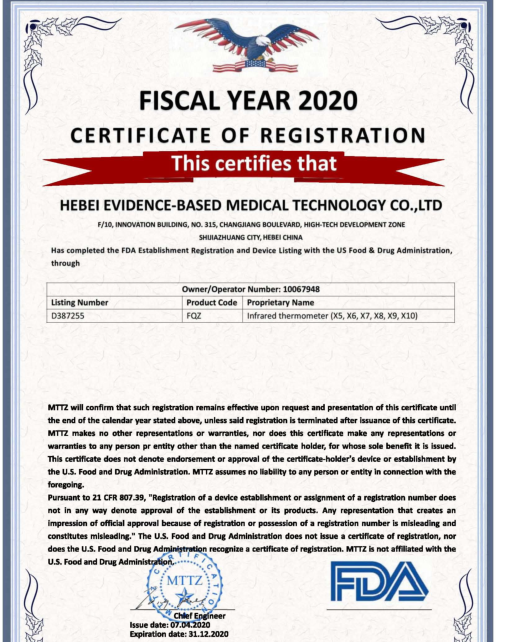 FISCAL YEAR 2020
CERTIFICATE OF REGISTRATION
This certifies that
HEBEI EVIDENCE-BASED MEDICAL TECHNOLOGY CO.,LTD
F/10, INNOVATION BUILDING, NO. 315, CHANGJIANG BOULEVARD, HIGH-TECH DEVELOPMENT ZONE
SHIJIAZHUANG CITY, HEBEI CHINA
Has completed the FDA Establishment Registration and Device Listing with the US Food & Drug Administration,
through
Owner/Operator Number: 10067948
Listing Number Product Code Proprietary Name
D387255 FQZ Infrared thermometer (X5, X6, X7, X8, X9, X10)
MTTZ will confirm that such registration remains effective upon request and presentation of this certificate until
the end of the calendar year stated above, unless said registration is terminated after issuance of this certificate.
MTTZ makes no other representations or warranties, nor does this certificate make any representations or
warranties to any person pr entity other than the named certificate holder, for whose sole benefit it is issued.
This certificate does not denote endorsement or approval of the certificate-holder's device or establishment by
the U.S. Food and Drug Administration. MTTZ assumes no liability to any person or entity in connection with the
foregoing.
Pursuant to 21 CFR 807.39, "Registration of a device establishment or assignment of a registration number does
not in any way denote approval of the establishment or its products. Any representation that creates an
impression of official approval because of registration or possession of a registration number is misleading and
constitutes misleading." The U.S. Food and Drug Administration does not issue a certificate of registration, nor
does the U.S. Food and Drug Administration recognize a certificate of registration. MTTZ is not affiliated with the
U.S. Food and Drug Administration.
MTTZ
FDA
Chief Engineer
Issue date: 07.04.2020
Expiration date: 31.12.2020